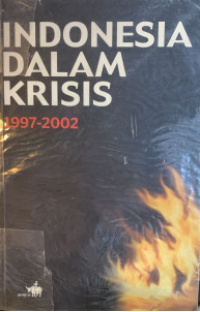 INDONESIA
DALAM
KRISIS
1997-2002